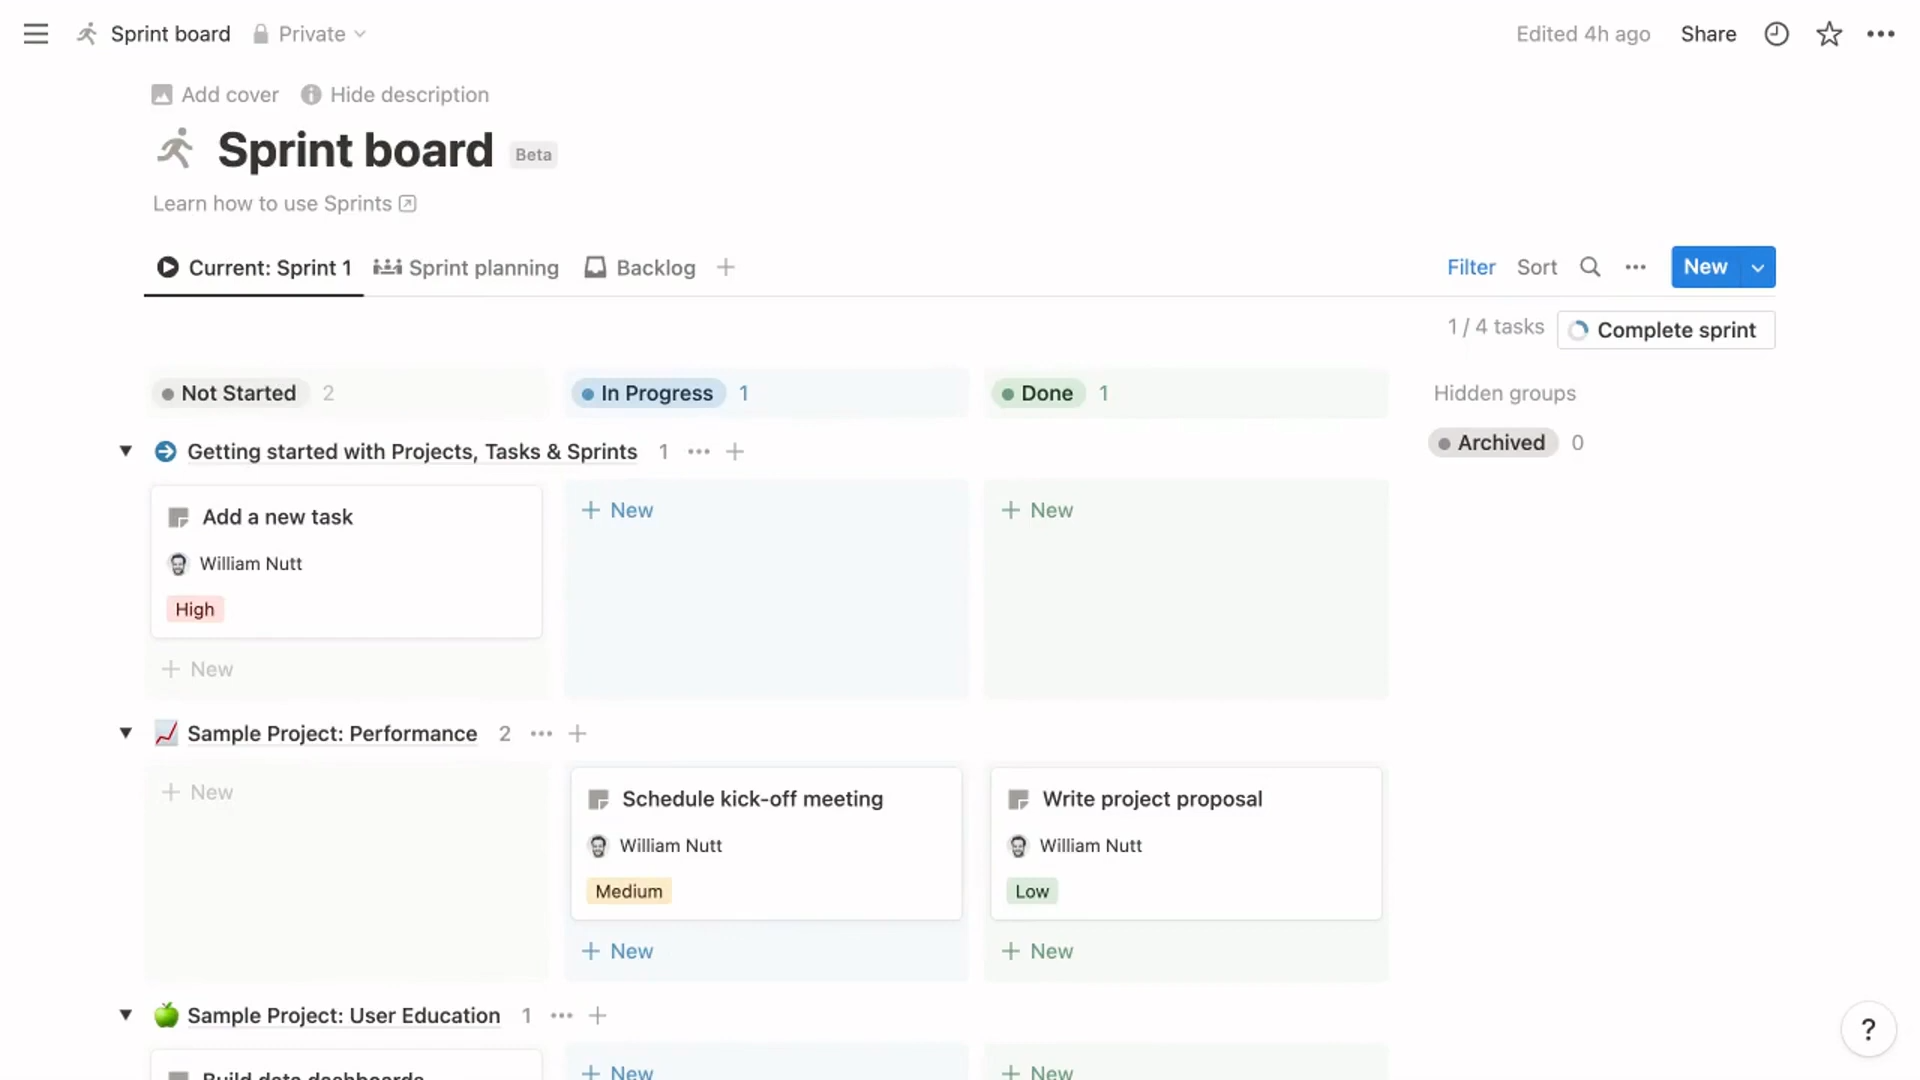 Sprint board Private Edited 4h ago Share
Add cover Hide description
Sprint board Beta
Learn how to use Sprints
Current: Sprint 1 Sprint planning Backlog Filter Sort New
1 / 4 tasks Complete sprint
Not Started 2 In Progress 1 Done 1 Hidden groups
Archived 0
Getting started with Projects, Tasks & Sprints 1
Add a new task
William Nutt
High
New
New
New
Sample Project: Performance 2
New
Schedule kick-off meeting
William Nutt
Medium
New
Write project proposal
William Nutt
Low
New
Sample Project: User Education 1
Build data dashboards
New
New
?